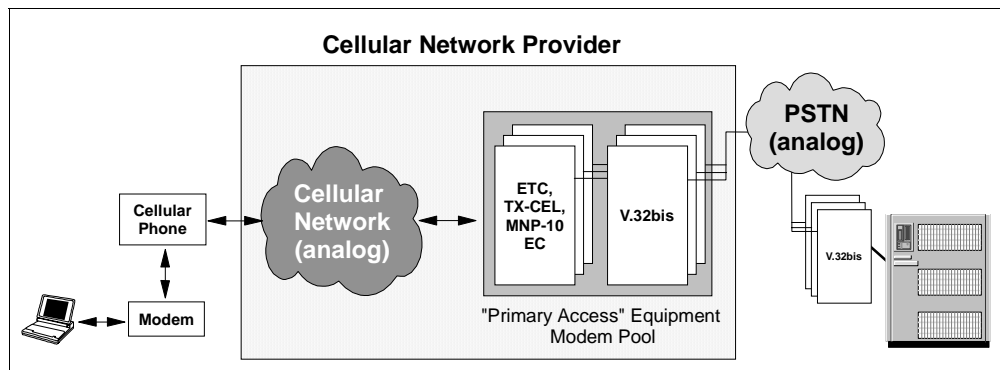 Cellular Network Provider
PSTN
(analog)
Cellular
Network
(analog)
ETC,
TX-CEL,
MNP-10
EC
V.32bis
Cellular
Phone
Modem
V.32bis
"Primary Access" Equipment
Modem Pool